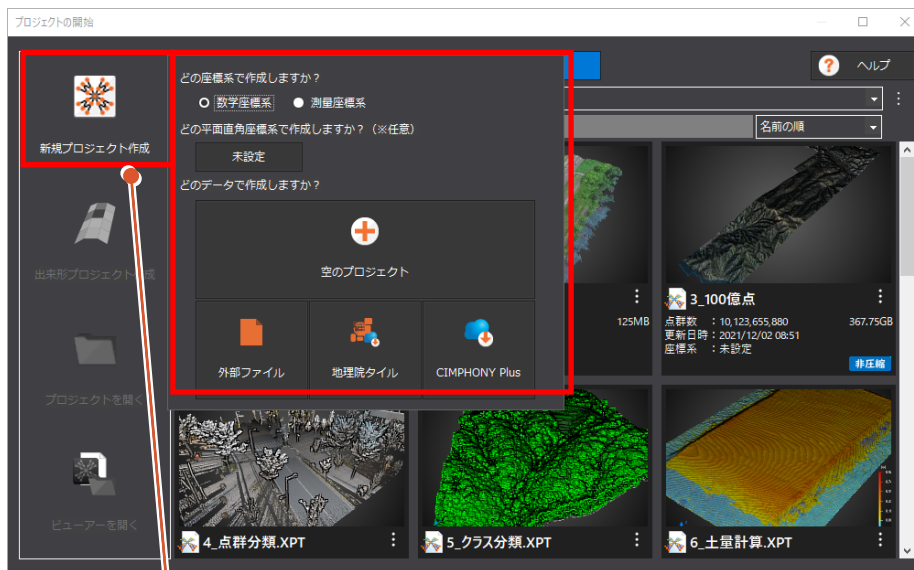 プロジェクトの開始
新規プロジェクト作成
出来形プロジェクト作成
プロジェクトを開く
ビューアーを開く
どの座標系で作成しますか？
数学座標系 測量座標系
どの平面直角座標系で作成しますか？（※任意）
未設定
どのデータで作成しますか？
空のプロジェクト
外部ファイル 地理院タイル CIMPHONY Plus
? ヘルプ
名前の順
125MB
3_100億点
点群数 ：10,123,655,880 367.75GB
更新日時：2021/12/02 08:51
座標系 ：未設定
非圧縮
4_点群分類.XPT
5_クラス分類.XPT
6_土量計算.XPT